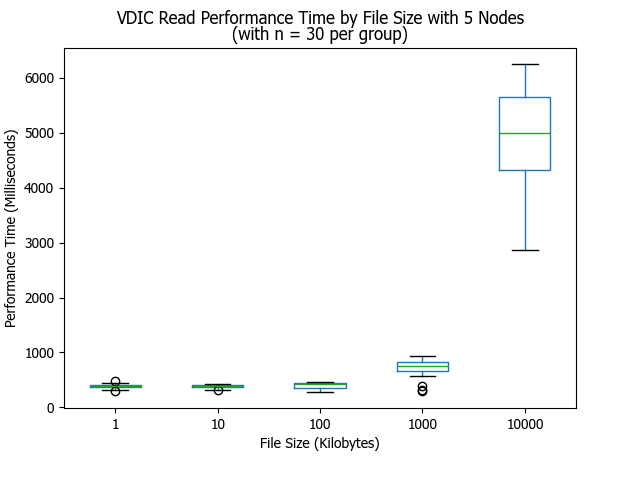 VDIC Read Performance Time by File Size with 5 Nodes
(with n = 30 per group)
Performance Time (Milliseconds)
6000
5000
4000
3000
2000
1000
0
1 10 100 1000 10000
File Size (Kilobytes)